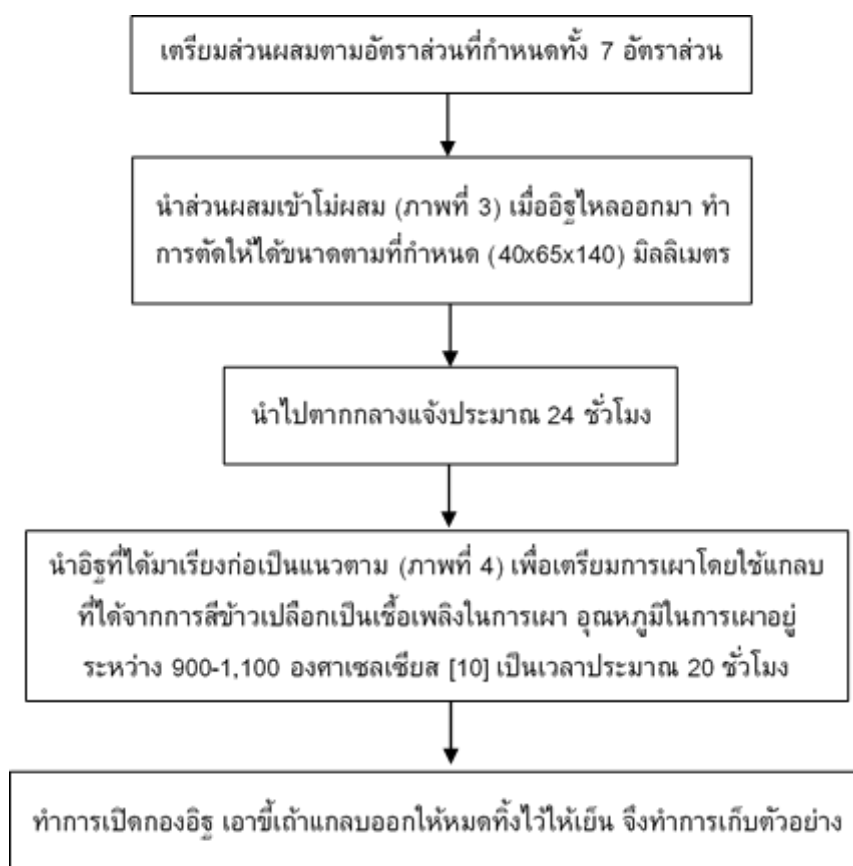 เตรียมส่วนผสมตามอัตราส่วนที่กำหนดทั้ง 7 อัตราส่วน
นำส่วนผสมเข้าโม่ผสม (ภาพที่ 3) เมื่ออิฐไหลออกมา ทำ
การตัดให้ได้ขนาดตามที่กำหนด (40x65x140) มิลลิเมตร
นำไปตากกลางแจ้งประมาณ 24 ชั่วโมง
นำอิฐที่ได้มาเรียงก่อเป็นแนวตาม (ภาพที่ 4) เพื่อเตรียมการเผาโดยใช้แกลบ
ที่ได้จากการสีข้าวเปลือกเป็นเชื้อเพลิงในการเผา อุณหภูมิในการเผาอยู่
ระหว่าง 900-1,100 องศาเซลเซียส [10] เป็นเวลาประมาณ 20 ชั่วโมง
ทำการเปิดกองอิฐ เอาขี้เถ้าแกลบออกให้หมดทิ้งไว้ให้เย็น จึงทำการเก็บตัวอย่าง